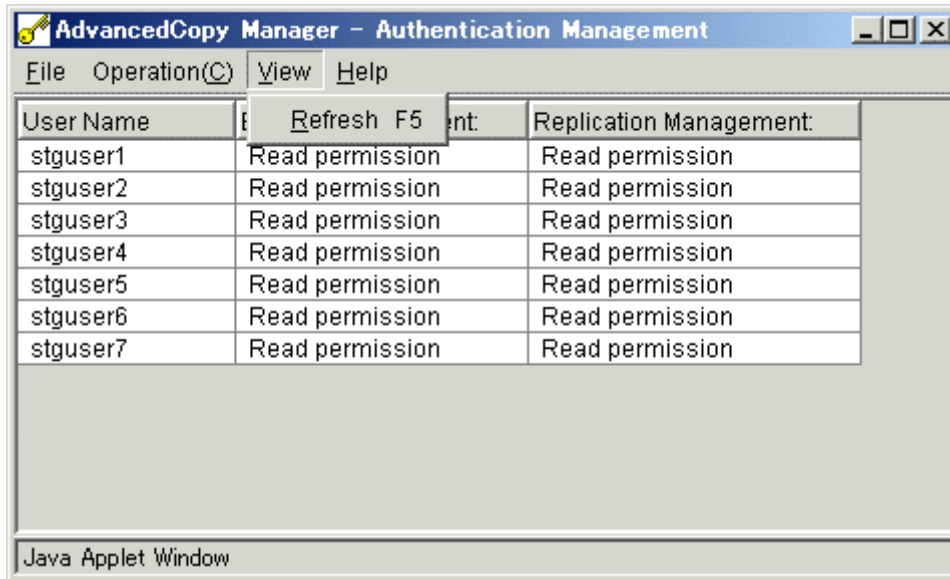 AdvancedCopy Manager - Authentication Management
File Operation(C) View Help
Refresh F5
User Name nt: Replication Management:
stguser1 Read permission Read permission
stguser2 Read permission Read permission
stguser3 Read permission Read permission
stguser4 Read permission Read permission
stguser5 Read permission Read permission
stguser6 Read permission Read permission
stguser7 Read permission Read permission
Java Applet Window